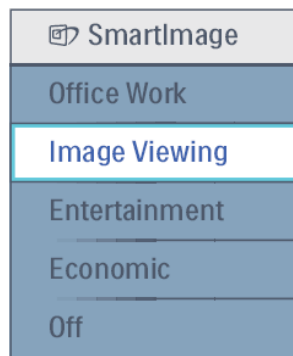 SmartImage
Office Work
Image Viewing
Entertainment
Economic
Off